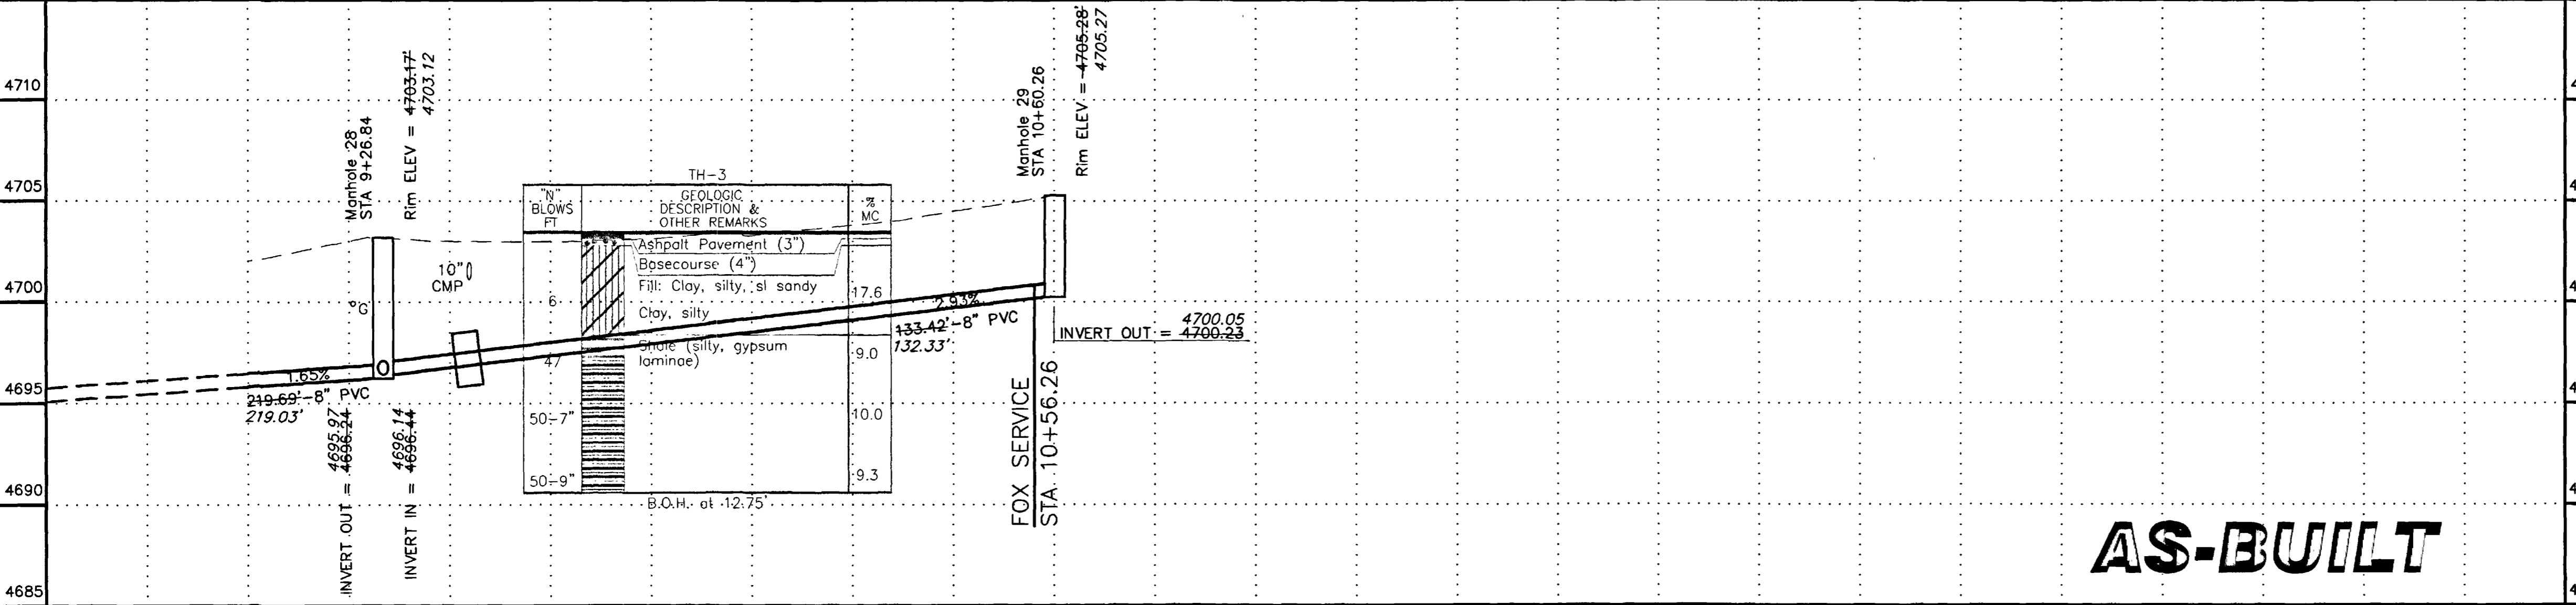 4710
4705
4700
4695
4690
4685
Manhole 28
STA 9+26.84
Rim ELEV = 4703.17'
4703.12
°G
10"
CMP
1.65%
219.69'-8" PVC
219.03'
4695.97
INVERT OUT = 4696.24
4696.14
INVERT IN = 4696.44
TH-3
"N" BLOWS FT
GEOLOGIC DESCRIPTION & OTHER REMARKS
% MC
Ashpalt Pavement (3")
Basecourse (4")
Fill: Clay, silty, sl sandy
17.6
6
Clay, silty
Shale (silty, gypsum
laminae)
47
9.0
50-7"
10.0
50-9"
9.3
B.O.H. at 12.75'
2.93%
133.42'-8" PVC
132.33'
Manhole 29
STA 10+60.26
Rim ELEV = 4705.28'
4705.27
4700.05
INVERT OUT = 4700.23
FOX SERVICE
STA. 10+56.26
AS-BUILT